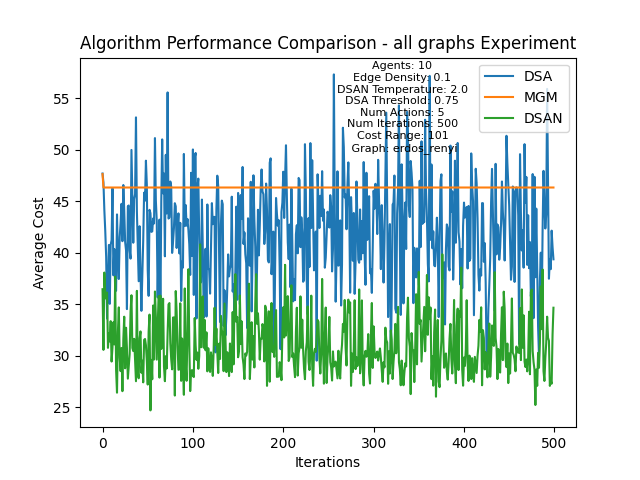 Algorithm Performance Comparison - all graphs Experiment
Agents: 10
Edge Density: 0.1
DSAN Temperature: 2.0
DSA Threshold: 0.75
Num Actions: 5
Num Iterations: 500
Cost Range: 101
Graph: erdos_renyi
DSA
MGM
DSAN
Average Cost
55
50
45
40
35
30
25
0
100
200
300
400
500
Iterations